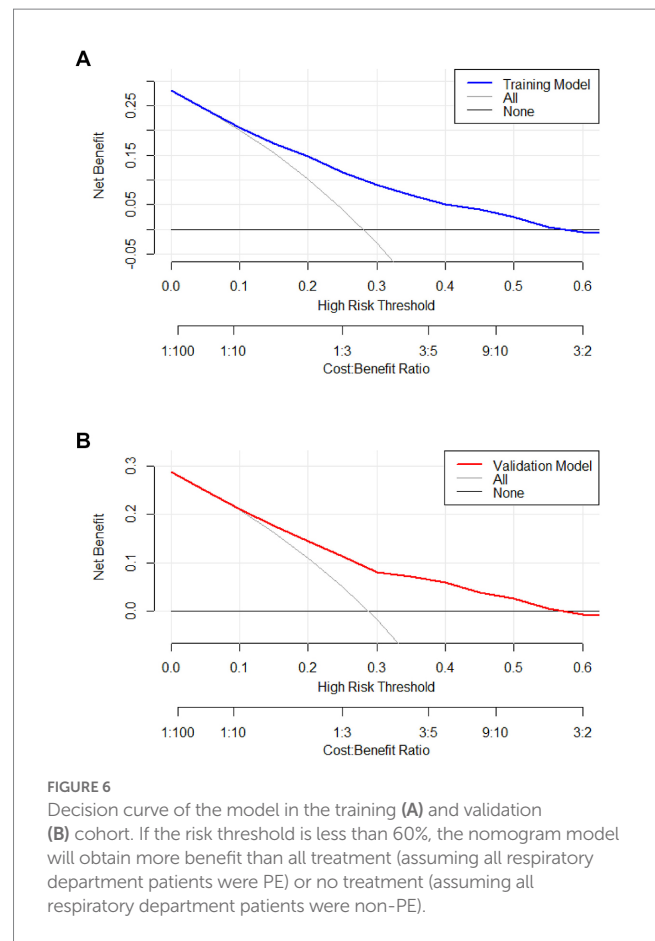 A
Training Model
All
None
Net Benefit
-0.05 0.05 0.15 0.25
0.0 0.1 0.2 0.3 0.4 0.5 0.6
High Risk Threshold
1:100 1:10 1:3 3:5 9:10 3:2
Cost:Benefit Ratio
B
Validation Model
All
None
Net Benefit
0.0 0.1 0.2 0.3
0.0 0.1 0.2 0.3 0.4 0.5 0.6
High Risk Threshold
1:100 1:10 1:3 3:5 9:10 3:2
Cost:Benefit Ratio
FIGURE 6
Decision curve of the model in the training (A) and validation
(B) cohort. If the risk threshold is less than 60%, the nomogram model
will obtain more benefit than all treatment (assuming all respiratory
department patients were PE) or no treatment (assuming all
respiratory department patients were non-PE).